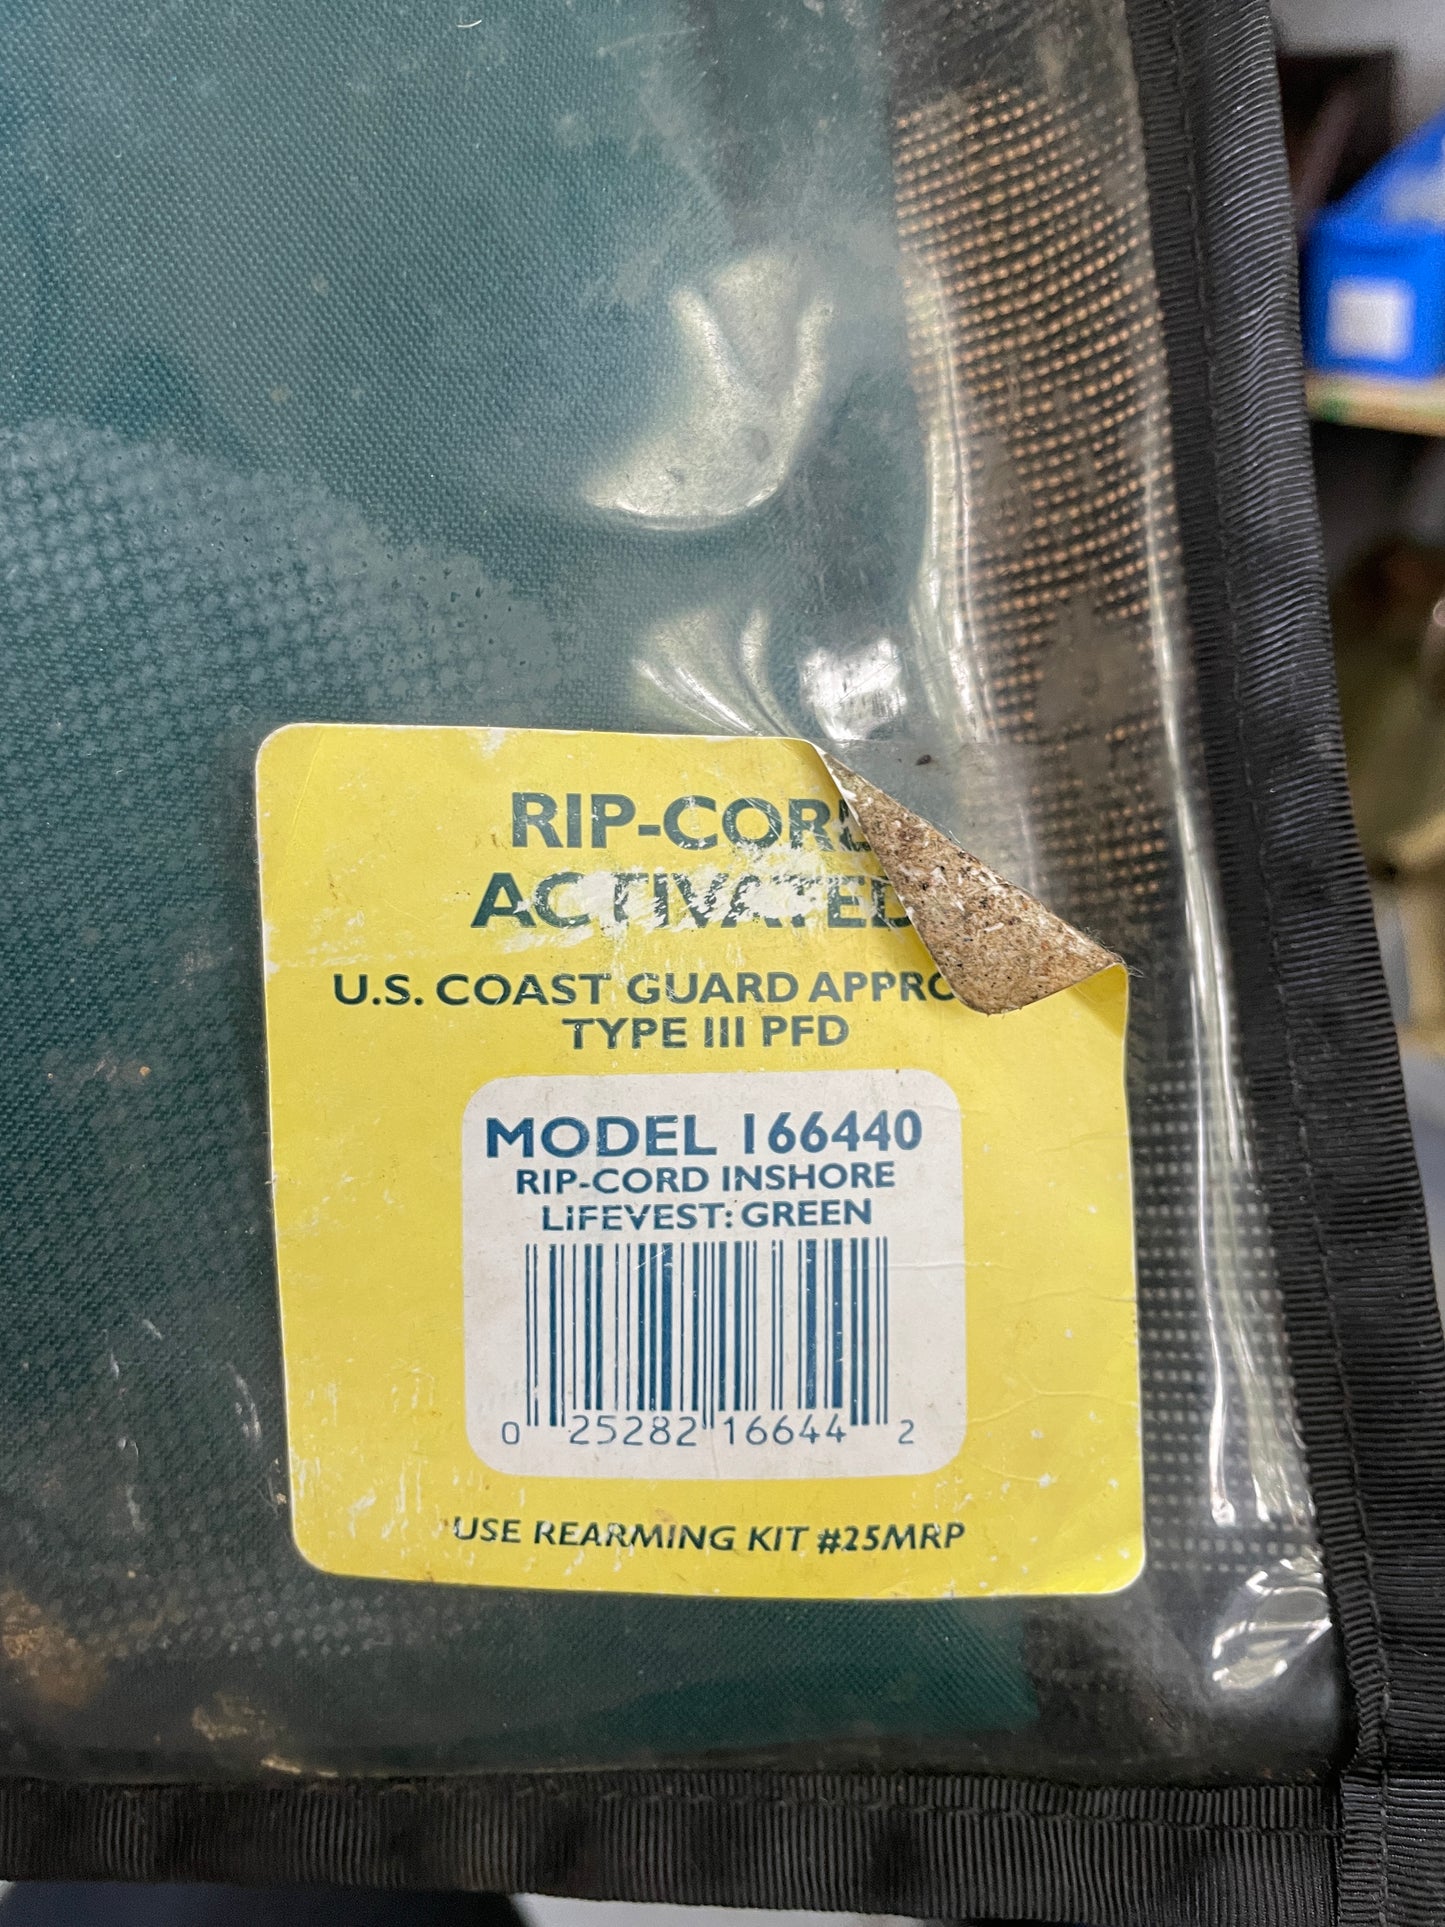 RIP-CORD
ACTIVATED
U.S. COAST GUARD
TYPE III PFD
MODEL 166440
RIP-CORD INSHORE
LIFEVEST: GREEN
0 25282 16644 2
USE REARMING KIT #25MRP